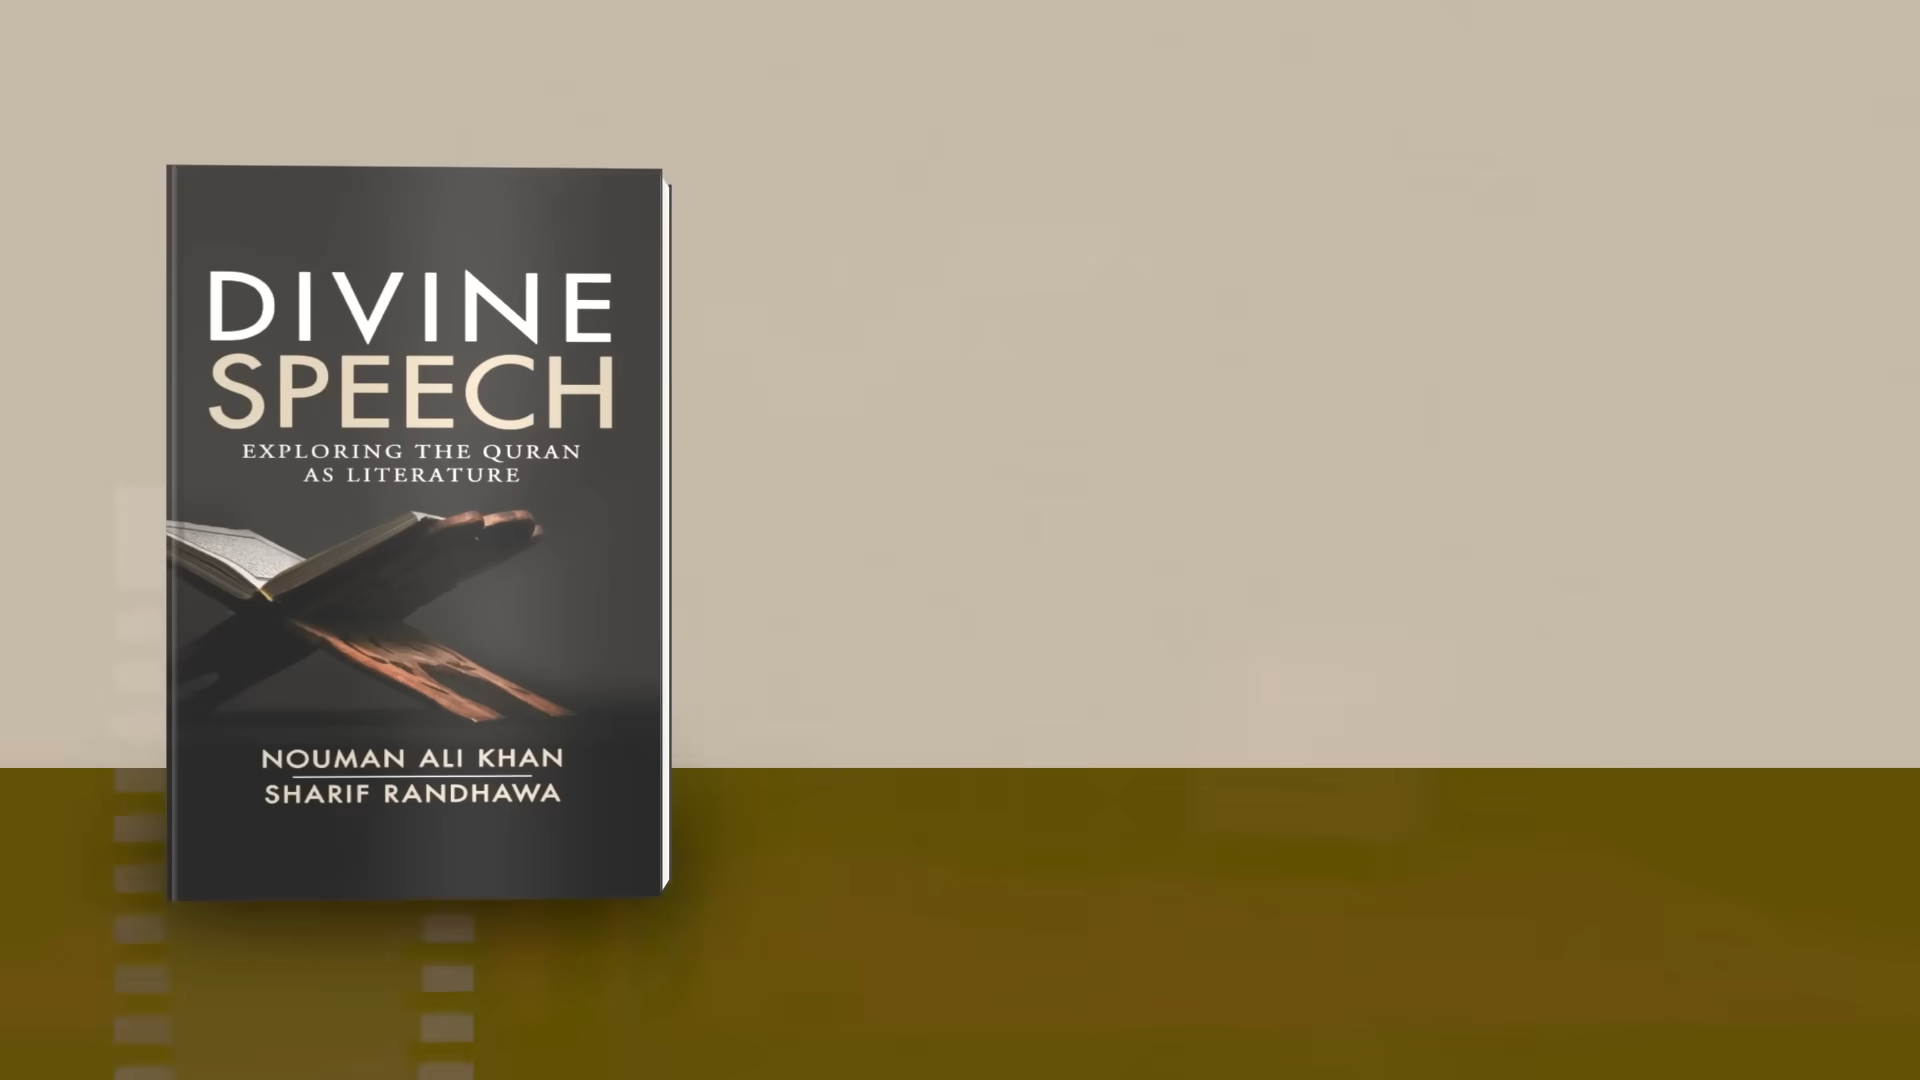 DIVINE
SPEECH
EXPLORING THE QURAN
AS LITERATURE
NOUMAN ALI KHAN
SHARIF RANDHAWA